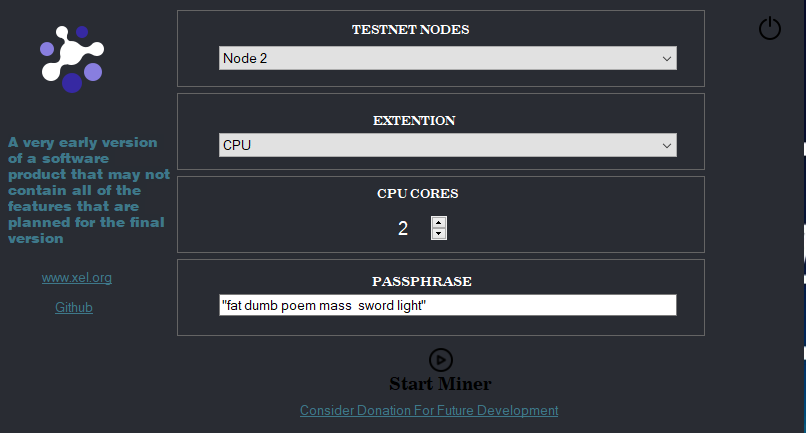 TESTNET NODES
Node 2
EXTENTION
CPU
CPU CORES
2
PASSPHRASE
"fat dumb poem mass  sword light"
A very early version
of a software
product that may not
contain all of the
features that are
planned for the final
version
www.xel.org
Github
Start Miner
Consider Donation For Future Development